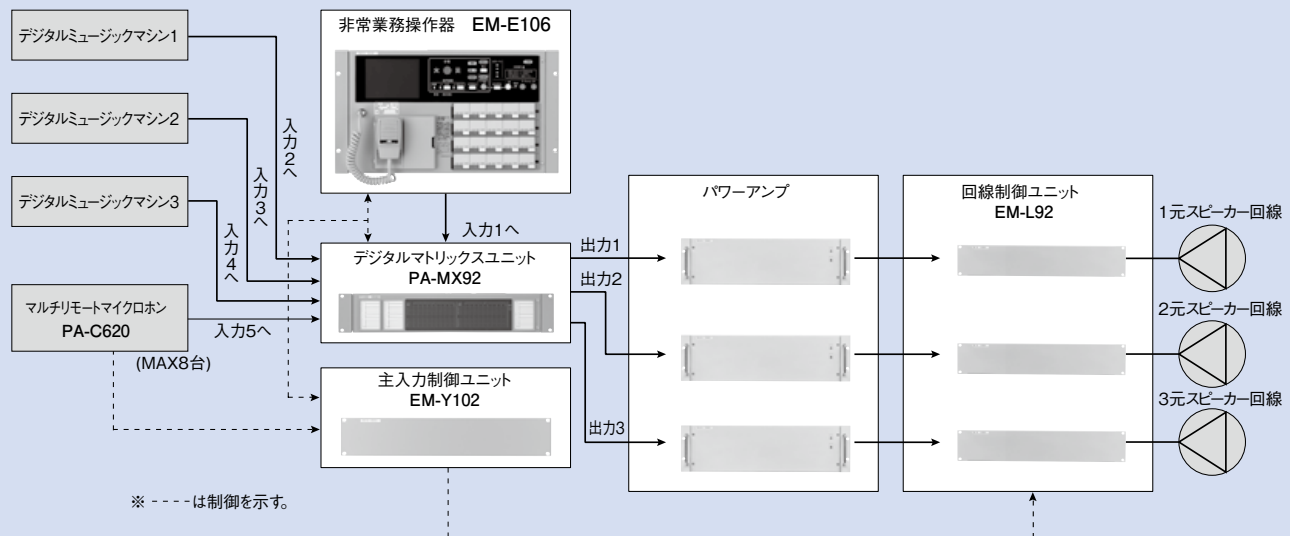 デジタルミュージックマシン1
デジタルミュージックマシン2
デジタルミュージックマシン3
マルチリモートマイクロホン
PA-C620
(MAX8台)
入力2へ
入力3へ
入力4へ
入力5へ
非常業務操作器 EM-E106
入力1へ
デジタルマトリックスユニット
PA-MX92
主入力制御ユニット
EM-Y102
出力1
出力2
出力3
パワーアンプ
回線制御ユニット
EM-L92
1元スピーカー回線
2元スピーカー回線
3元スピーカー回線
※ ----は制御を示す。